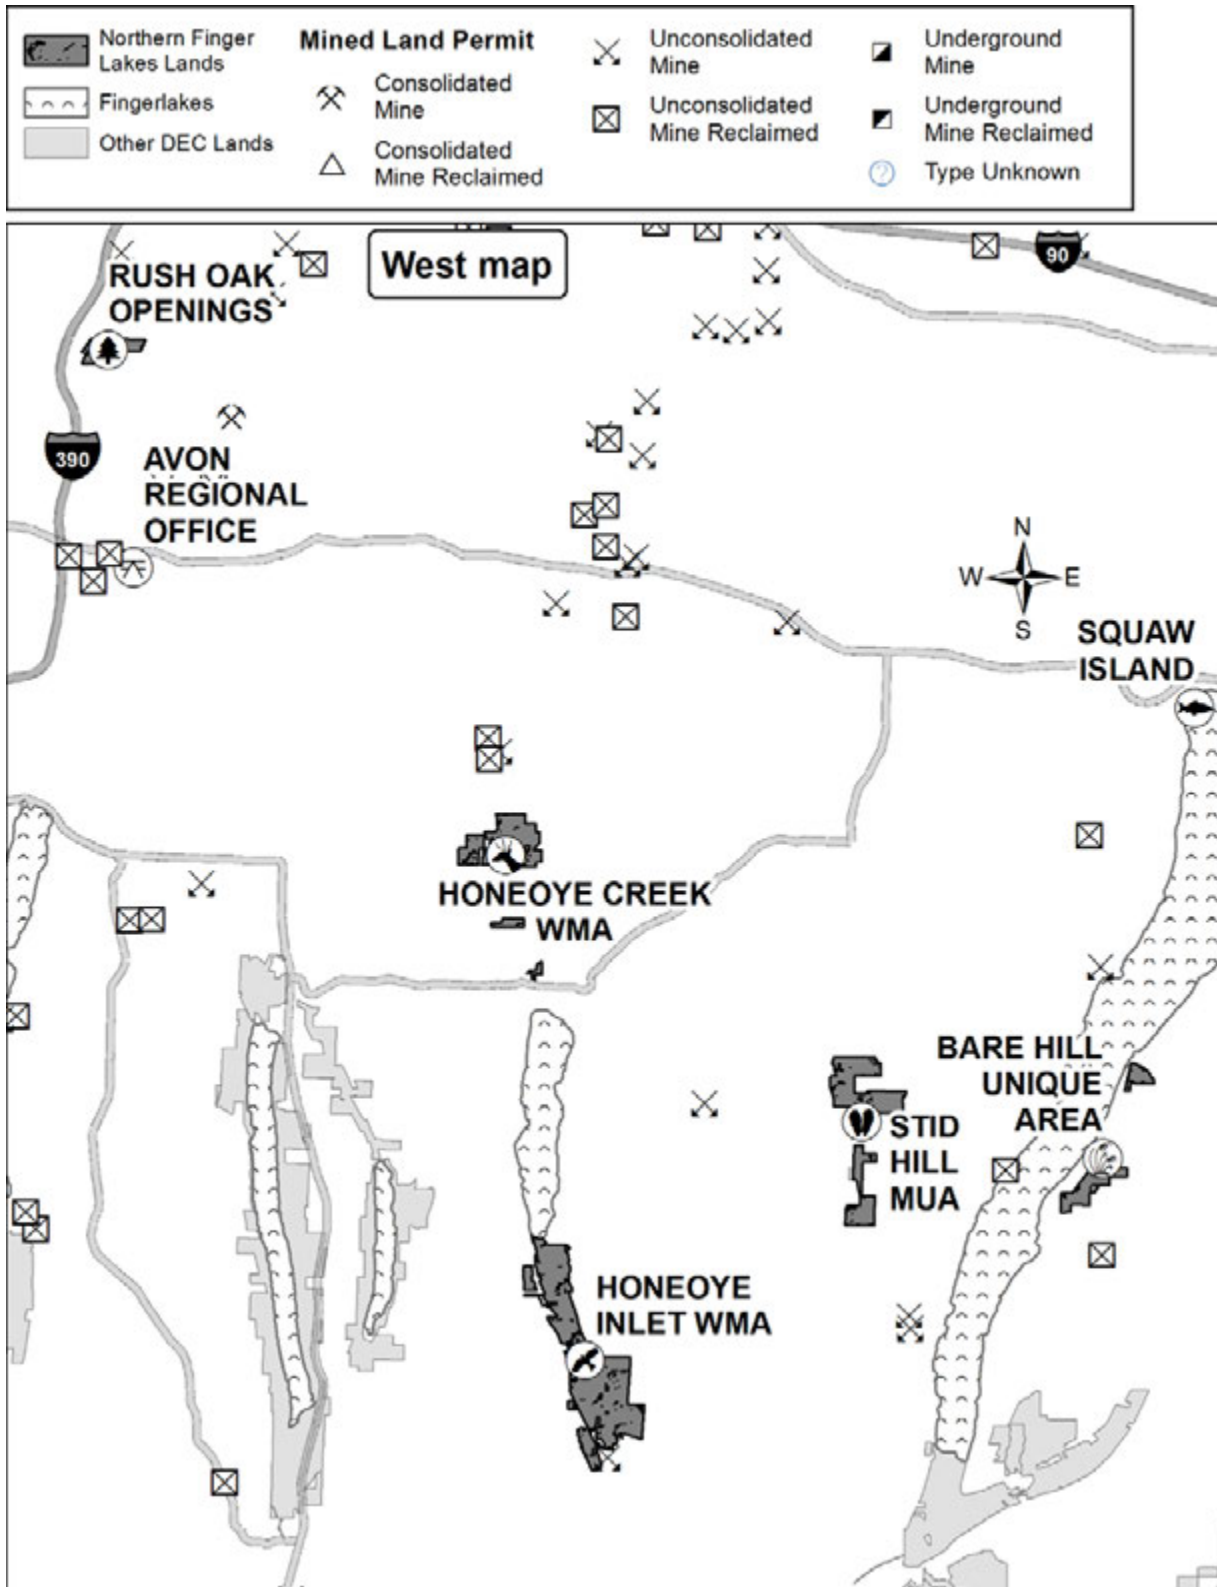 Northern Finger
Lakes Lands
Fingerlakes
Other DEC Lands
Mined Land Permit
Consolidated
Mine
Consolidated
Mine Reclaimed
Unconsolidated
Mine
Unconsolidated
Mine Reclaimed
Underground
Mine
Underground
Mine Reclaimed
? Type Unknown
West map
90
RUSH OAK
OPENINGS
390
AVON
REGIONAL
OFFICE
N
W E
S
SQUAW
ISLAND
HONEOYE CREEK
WMA
BARE HILL
UNIQUE
AREA
STID
HILL
MUA
HONEOYE
INLET WMA